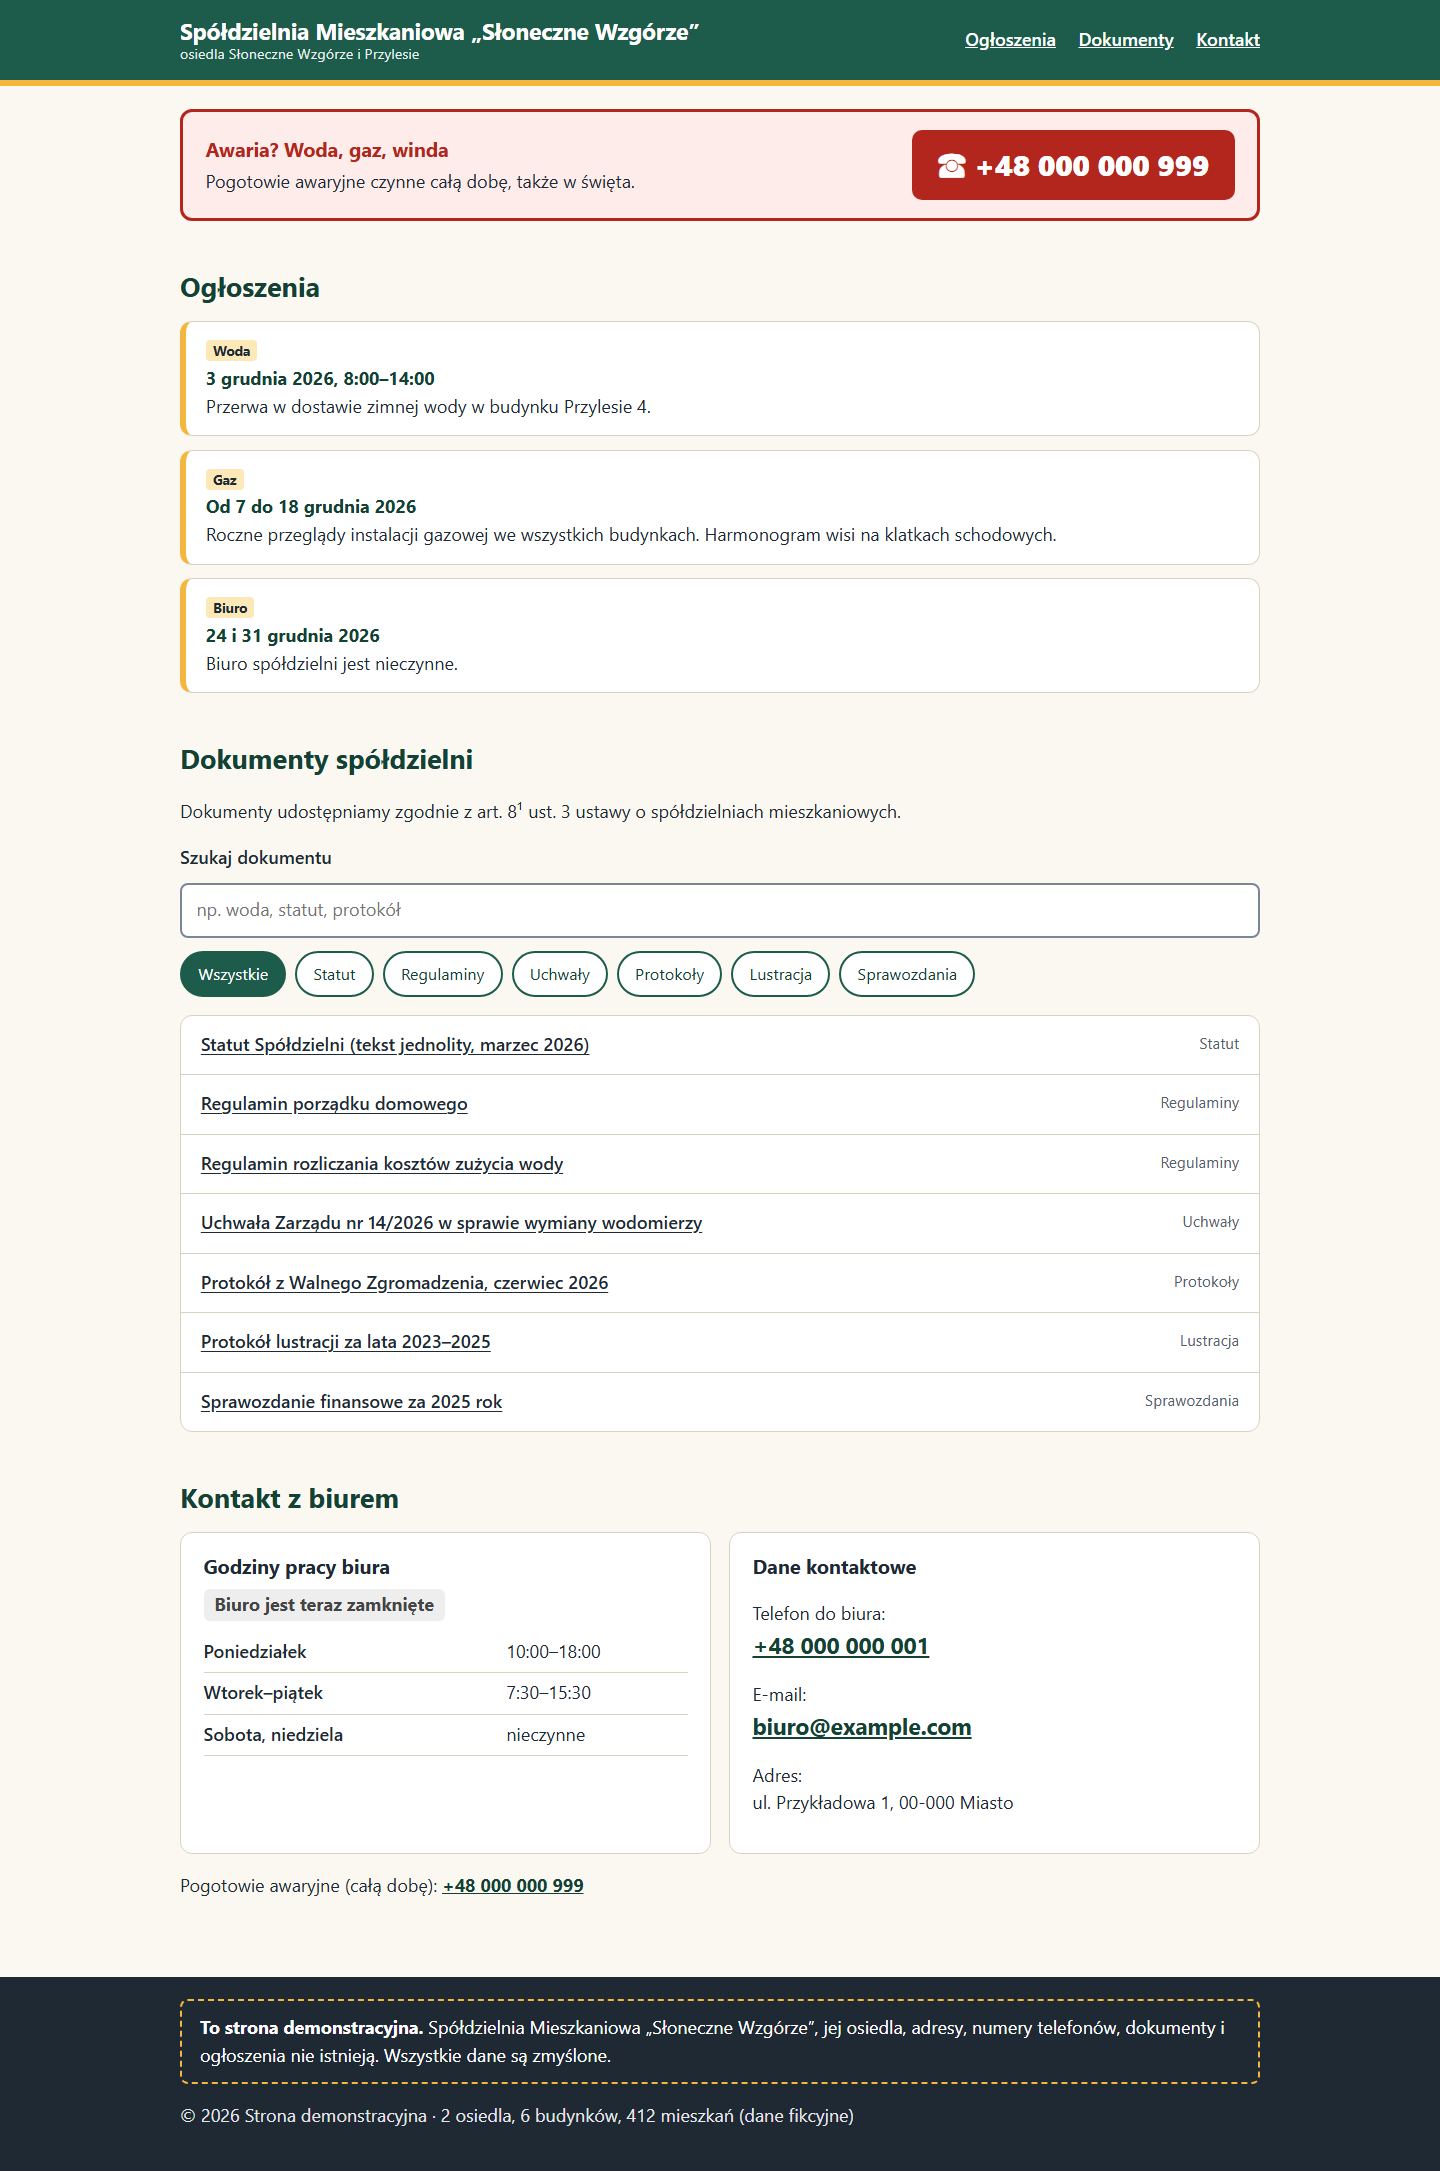 Spółdzielnia Mieszkaniowa „Słoneczne Wzgórze”
osiedla Słoneczne Wzgórze i Przylesie
Ogłoszenia Dokumenty Kontakt
Awaria? Woda, gaz, winda
Pogotowie awaryjne czynne całą dobę, także w święta.
☎ +48 000 000 999
Ogłoszenia
Woda
3 grudnia 2026, 8:00–14:00
Przerwa w dostawie zimnej wody w budynku Przylesie 4.
Gaz
Od 7 do 18 grudnia 2026
Roczne przeglądy instalacji gazowej we wszystkich budynkach. Harmonogram wisi na klatkach schodowych.
Biuro
24 i 31 grudnia 2026
Biuro spółdzielni jest nieczynne.
Dokumenty spółdzielni
Dokumenty udostępniamy zgodnie z art. 8¹ ust. 3 ustawy o spółdzielniach mieszkaniowych.
Szukaj dokumentu
np. woda, statut, protokół
Wszystkie Statut Regulaminy Uchwały Protokoły Lustracja Sprawozdania
Statut Spółdzielni (tekst jednolity, marzec 2026) Statut
Regulamin porządku domowego Regulaminy
Regulamin rozliczania kosztów zużycia wody Regulaminy
Uchwała Zarządu nr 14/2026 w sprawie wymiany wodomierzy Uchwały
Protokół z Walnego Zgromadzenia, czerwiec 2026 Protokoły
Protokół lustracji za lata 2023–2025 Lustracja
Sprawozdanie finansowe za 2025 rok Sprawozdania
Kontakt z biurem
Godziny pracy biura
Biuro jest teraz zamknięte
Poniedziałek 10:00–18:00
Wtorek–piątek 7:30–15:30
Sobota, niedziela nieczynne
Dane kontaktowe
Telefon do biura:
+48 000 000 001
E-mail:
biuro@example.com
Adres:
ul. Przykładowa 1, 00-000 Miasto
Pogotowie awaryjne (całą dobę): +48 000 000 999
To strona demonstracyjna. Spółdzielnia Mieszkaniowa „Słoneczne Wzgórze”, jej osiedla, adresy, numery telefonów, dokumenty i
ogłoszenia nie istnieją. Wszystkie dane są zmyślone.
© 2026 Strona demonstracyjna · 2 osiedla, 6 budynków, 412 mieszkań (dane fikcyjne)